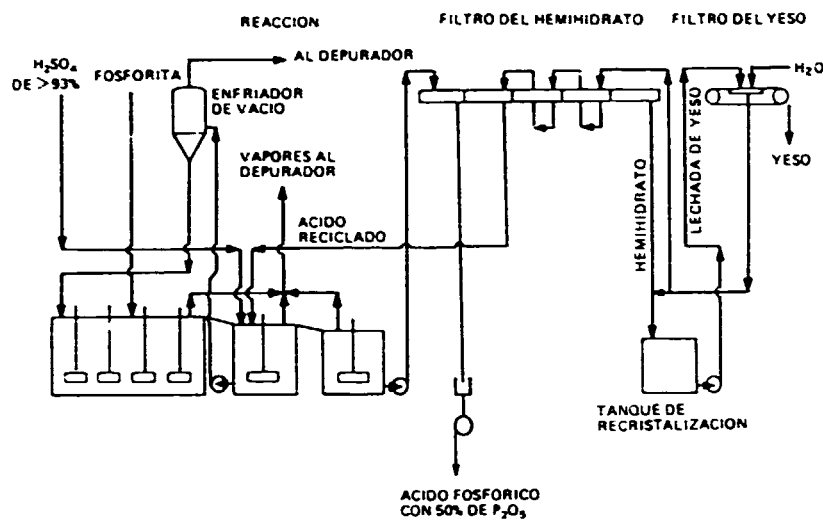 REACCION
FILTRO DEL HEMIHIDRATO
FILTRO DEL YESO
H₂SO₄
DE >93%
FOSFORITA
AL DEPURADOR
ENFRIADOR
DE VACIO
VAPORES AL
DEPURADOR
ACIDO
RECICLADO
HEMIHIDRATO
LECHADA DE YESO
H₂O
YESO
TANQUE DE
RECRISTALIZACION
ACIDO FOSFORICO
CON 50% DE P₂O₅